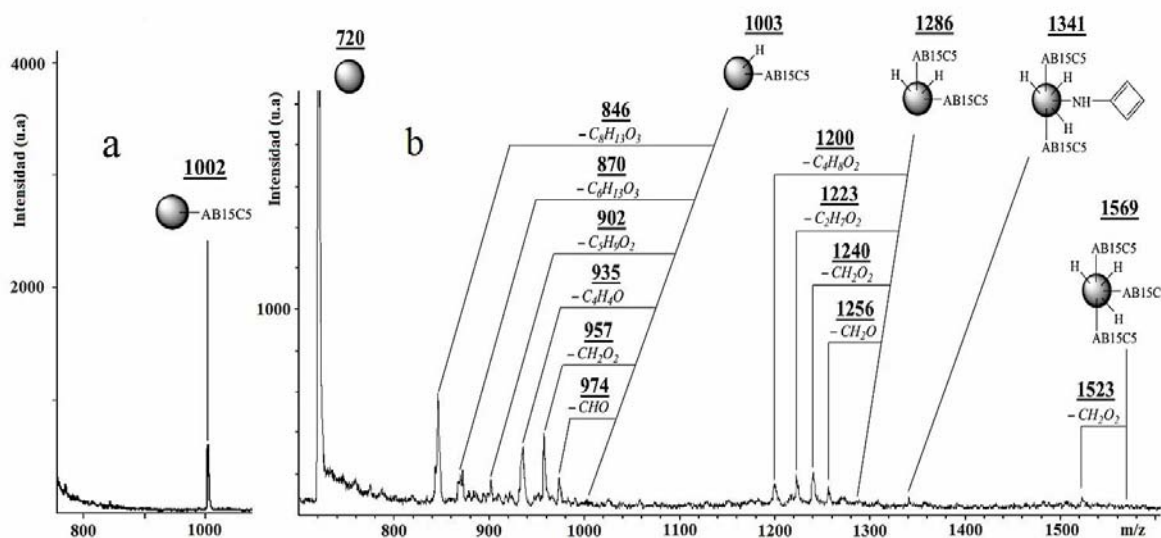 720
1003
1286
1341
H
AB15C5
AB15C5
H
H
AB15C5
AB15C5
H
H
NH
H
AB15C5
4000
Intensidad (u.a)
a
1002
AB15C5
2000
800
1000
Intensidad (u.a)
b
1000
846
– C8H13O3
870
– C6H13O3
902
– C5H9O2
935
– C4H4O
957
– CH2O2
974
– CHO
1200
– C4H8O2
1223
– C2H7O2
1240
– CH2O2
1256
– CH2O
1569
AB15C5
H
H
AB15C
H
AB15C5
1523
– CH2O2
800
900
1000
1100
1200
1300
1400
1500
m/z